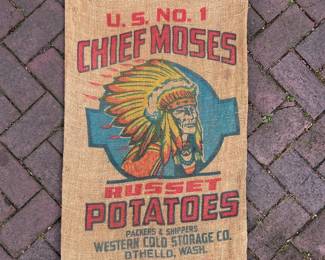 U.S. NO. 1
CHIEF MOSES
RUSSET
POTATOES
PACKERS & SHIPPERS
WESTERN COLD STORAGE CO.
OTHELLO, WASH.